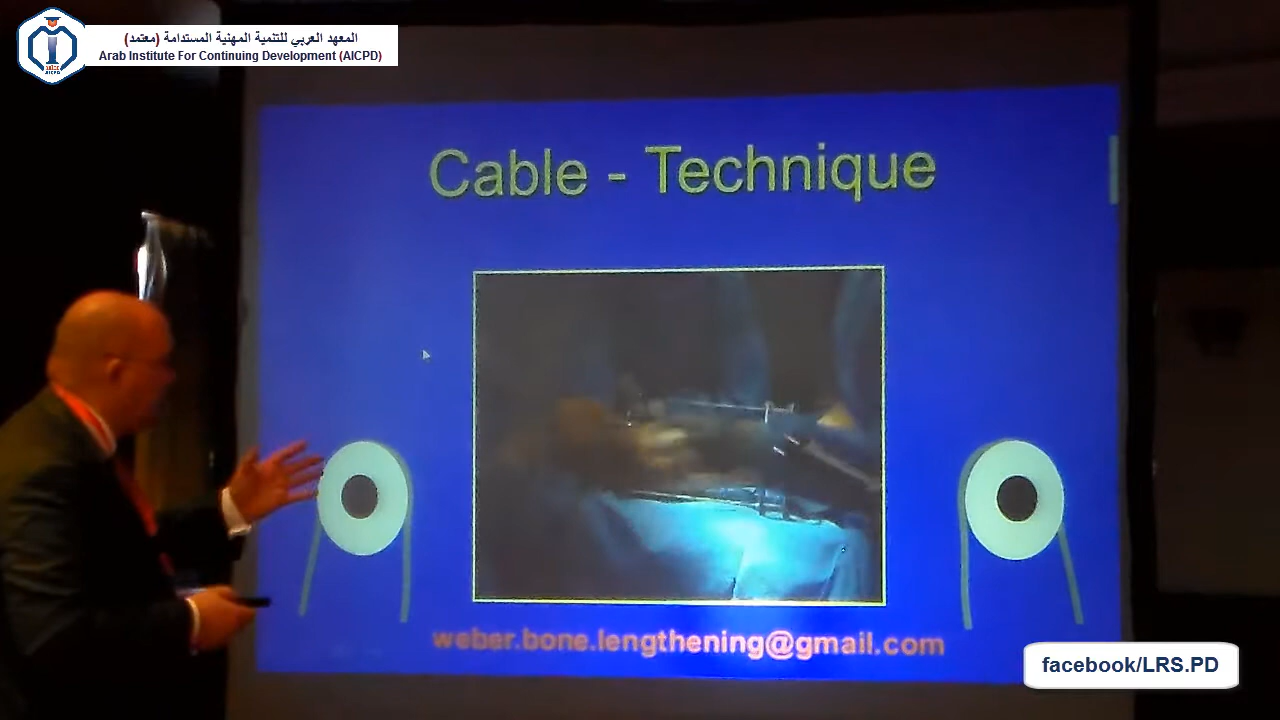 المعهد العربي للتنمية المهنية المستدامة (معتمد)
Arab Institute For Continuing Development (AICPD)
AICPD
Cable - Technique
weber.bone.lengthening@gmail.com
facebook/LRS.PD